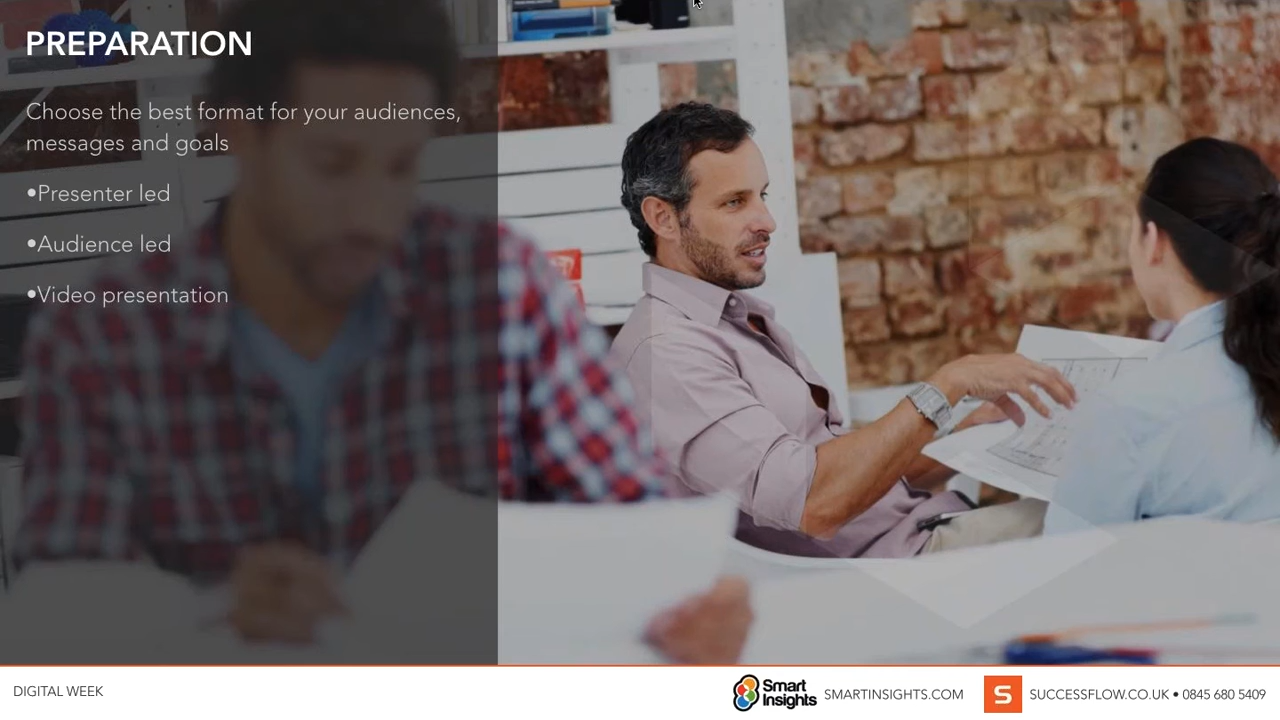 PREPARATION
Choose the best format for your audiences,
messages and goals
•Presenter led
•Audience led
•Video presentation
DIGITAL WEEK
Smart
Insights
SMARTINSIGHTS.COM
S
SUCCESSFLOW.CO.UK • 0845 680 5409